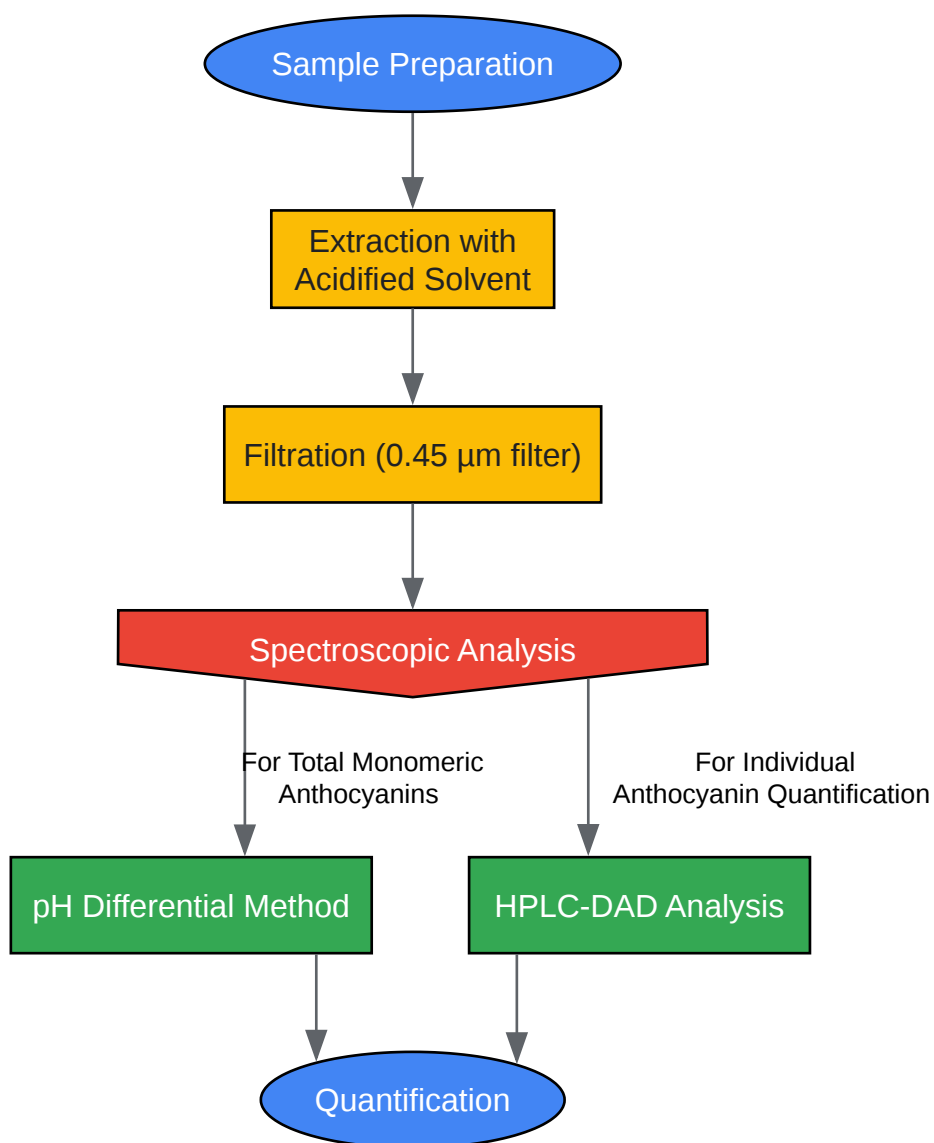 Sample Preparation
Extraction with
Acidified Solvent
Filtration (0.45 µm filter)
Spectroscopic Analysis
For Total Monomeric
Anthocyanins
For Individual
Anthocyanin Quantification
pH Differential Method
HPLC-DAD Analysis
Quantification